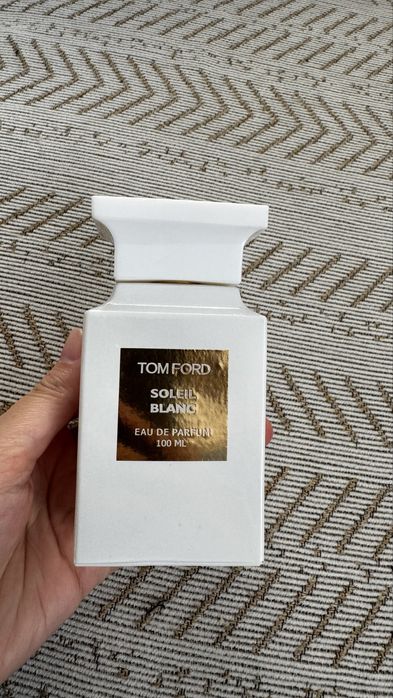 TOM FORD
SOLEIL
BLANC
EAU DE PARFUM
100 ML